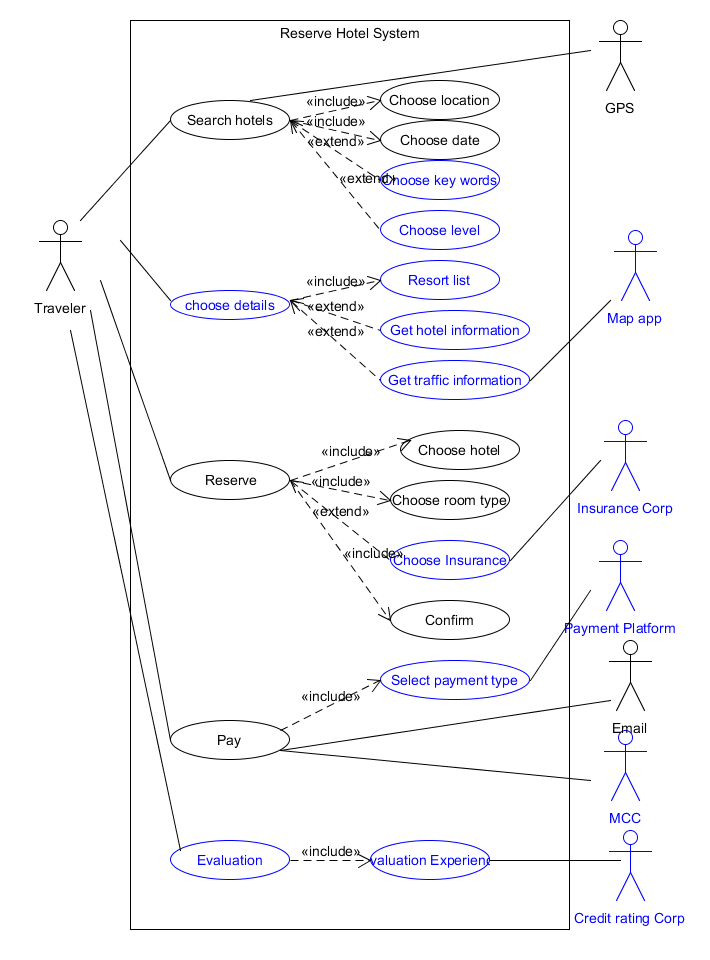 Reserve Hotel System
GPS
Search hotels
«include»
Choose location
«include»
Choose date
«extend»
Choose key words
«extend»
Choose level
Traveler
Map app
choose details
«include»
Resort list
«extend»
Get hotel information
«extend»
Get traffic information
Reserve
«include»
Choose hotel
«include»
Choose room type
«extend»
Choose Insurance
«include»
Confirm
Insurance Corp
Payment Platform
Select payment type
«include»
Pay
Email
MCC
Evaluation
«include»
valuation Experienc
Credit rating Corp